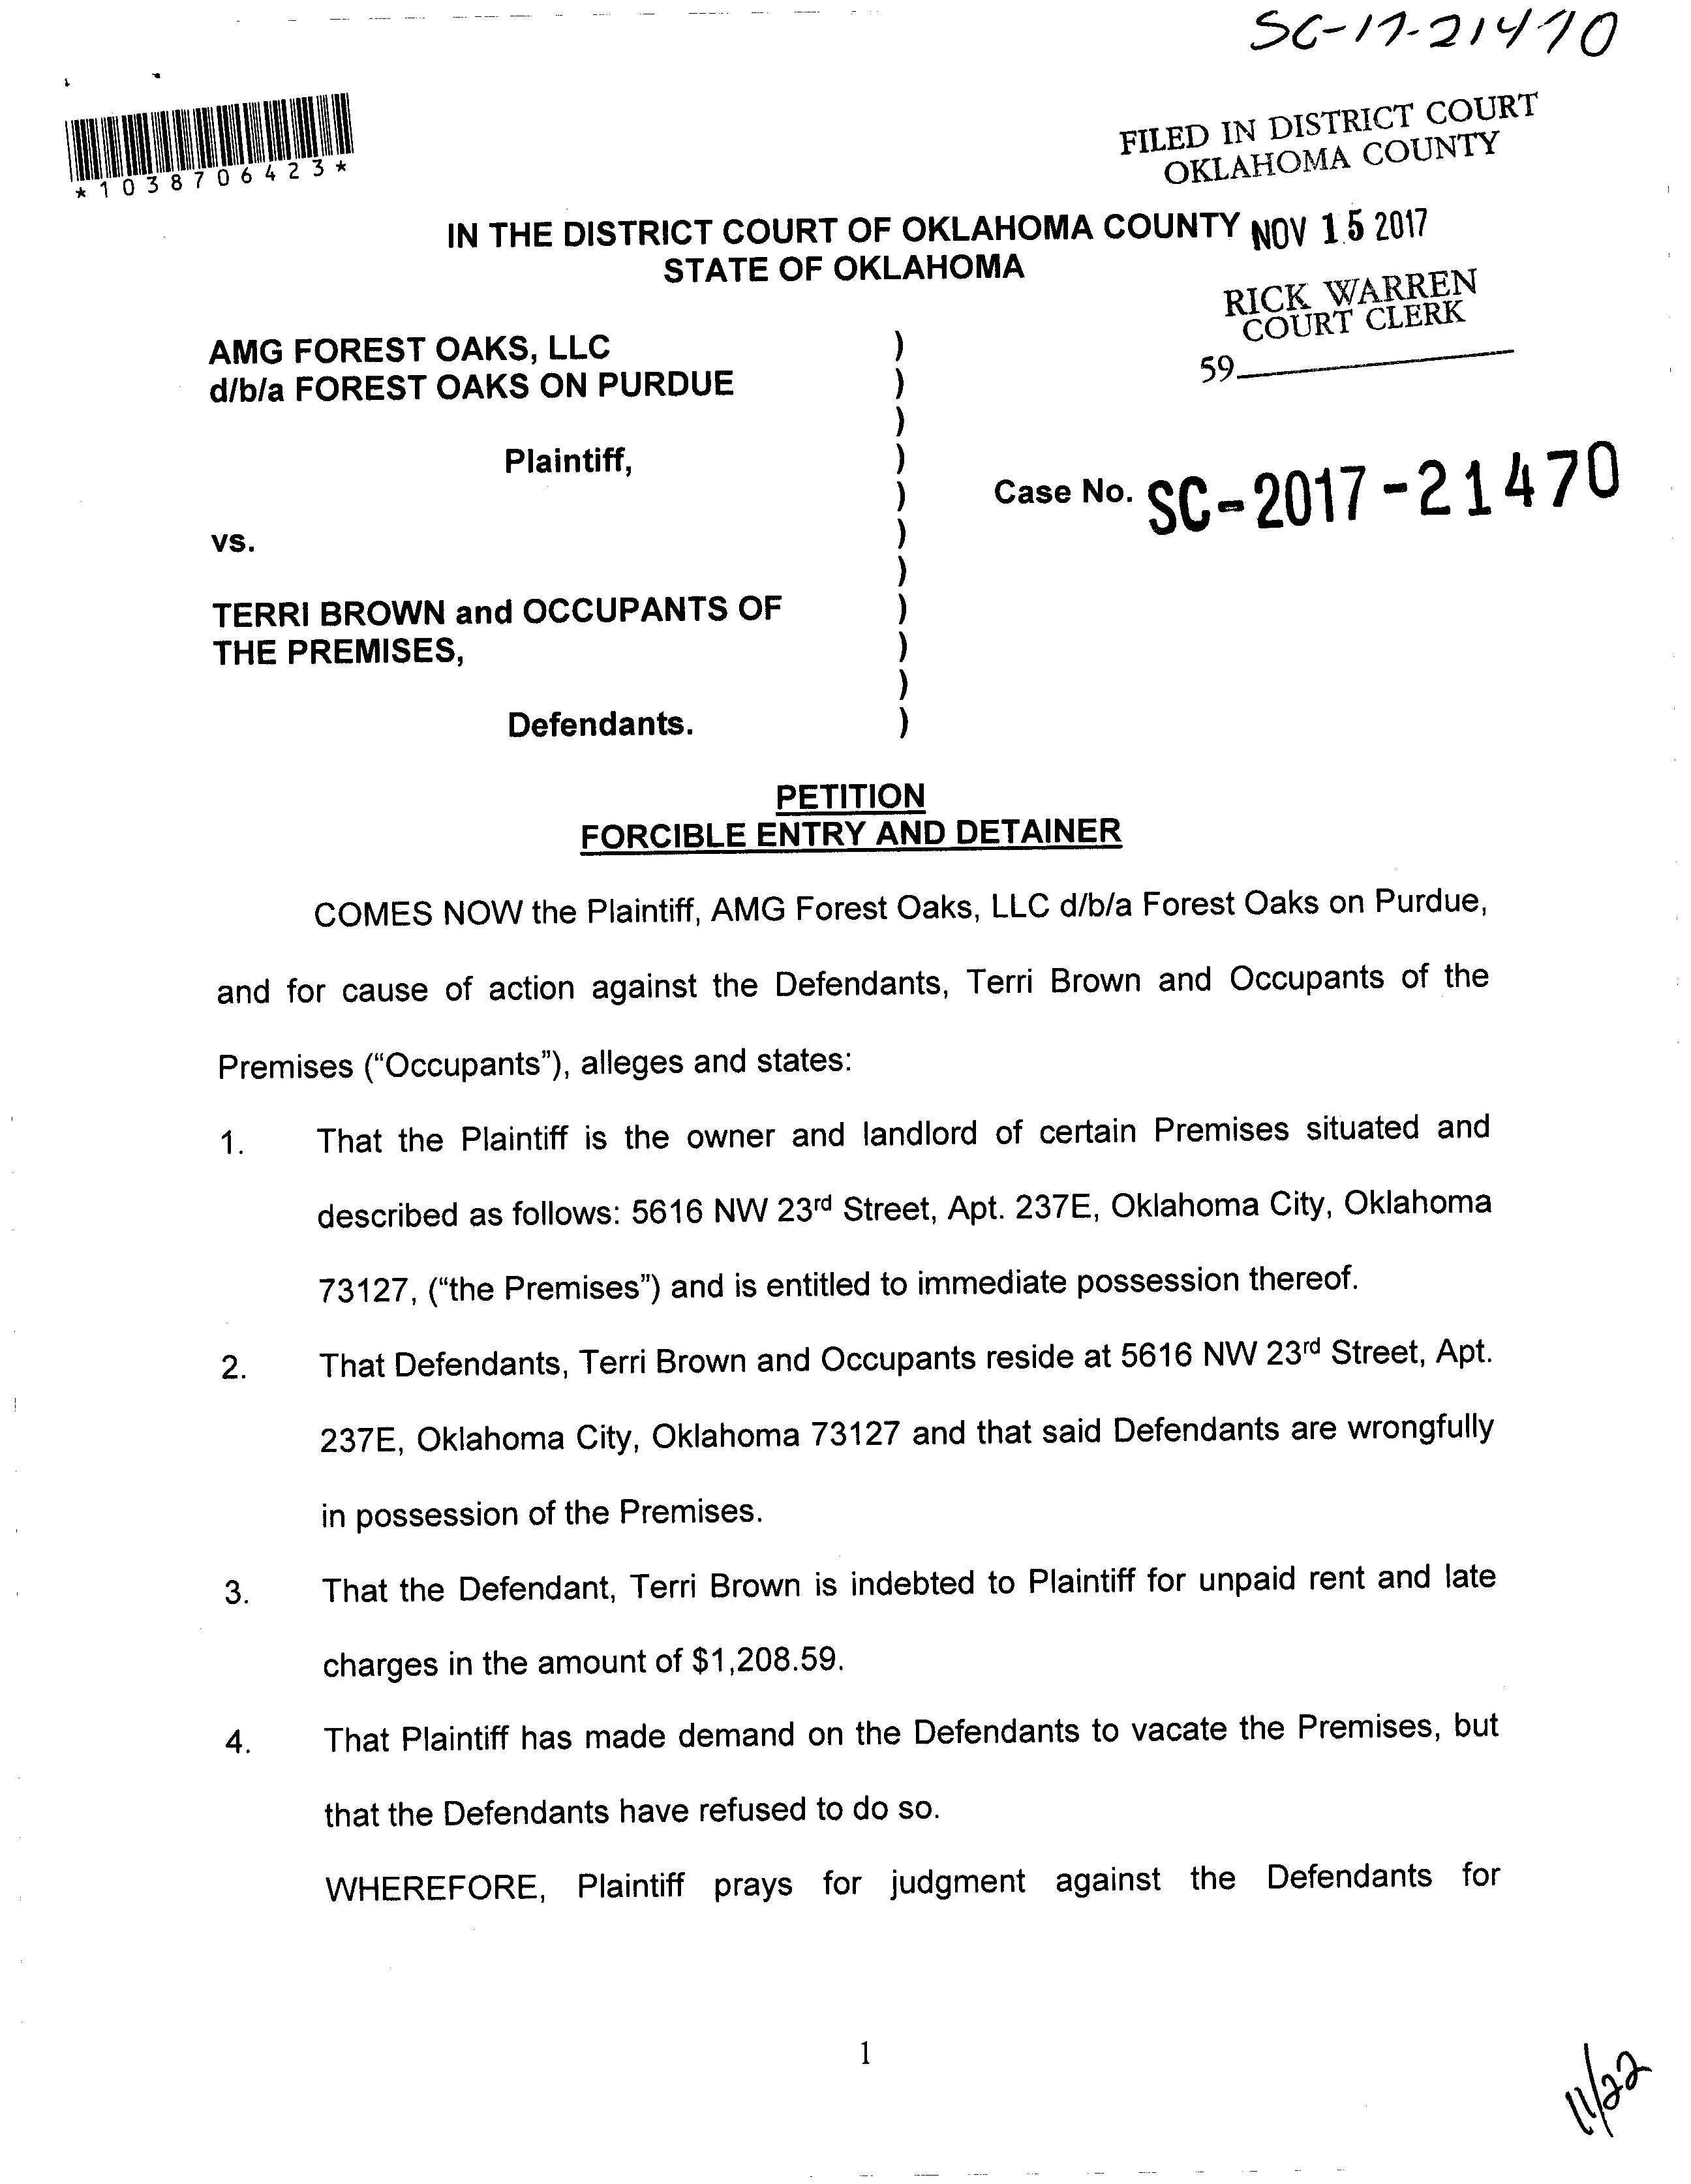 SC-17-21470
*1038706423*
FILED IN DISTRICT COURT
OKLAHOMA COUNTY
IN THE DISTRICT COURT OF OKLAHOMA COUNTY NOV 15 2017
STATE OF OKLAHOMA
RICK WARREN
COURT CLERK
59
AMG FOREST OAKS, LLC )
d/b/a FOREST OAKS ON PURDUE )
)
Plaintiff, )
) Case No. SC-2017-21470
vs. )
)
TERRI BROWN and OCCUPANTS OF )
THE PREMISES, )
)
Defendants. )
PETITION
FORCIBLE ENTRY AND DETAINER
COMES NOW the Plaintiff, AMG Forest Oaks, LLC d/b/a Forest Oaks on Purdue,
and for cause of action against the Defendants, Terri Brown and Occupants of the
Premises (“Occupants”), alleges and states:
1. That the Plaintiff is the owner and landlord of certain Premises situated and
described as follows: 5616 NW 23rd Street, Apt. 237E, Oklahoma City, Oklahoma
73127, (“the Premises”) and is entitled to immediate possession thereof.
2. That Defendants, Terri Brown and Occupants reside at 5616 NW 23rd Street, Apt.
237E, Oklahoma City, Oklahoma 73127 and that said Defendants are wrongfully
in possession of the Premises.
3. That the Defendant, Terri Brown is indebted to Plaintiff for unpaid rent and late
charges in the amount of $1,208.59.
4. That Plaintiff has made demand on the Defendants to vacate the Premises, but
that the Defendants have refused to do so.
WHEREFORE, Plaintiff prays for judgment against the Defendants for
1
11/22